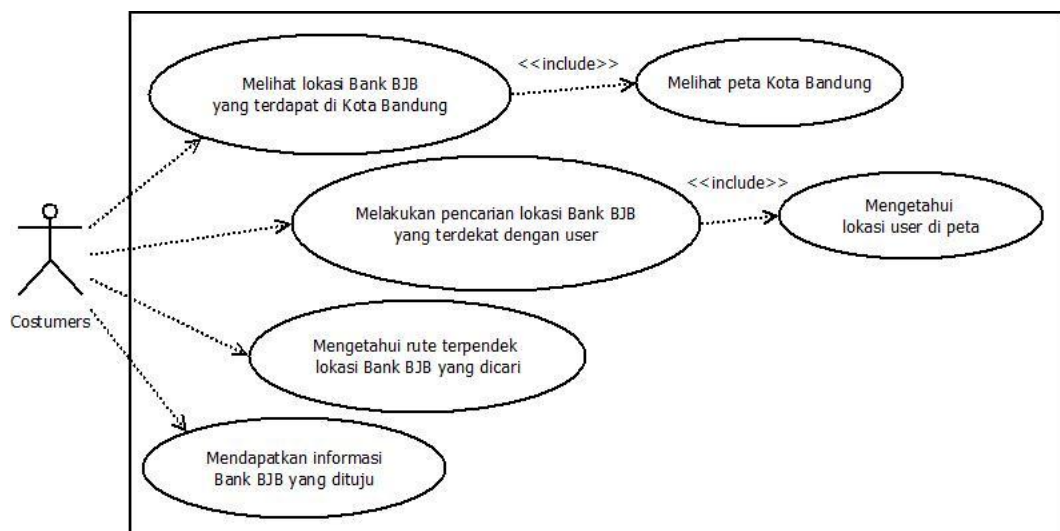 Melihat lokasi Bank BJB
yang terdapat di Kota Bandung
<<include>>
Melihat peta Kota Bandung
Melakukan pencarian lokasi Bank BJB
yang terdekat dengan user
<<include>>
Mengetahui
lokasi user di peta
Costumers
Mengetahui rute terpendek
lokasi Bank BJB yang dicari
Mendapatkan informasi
Bank BJB yang dituju